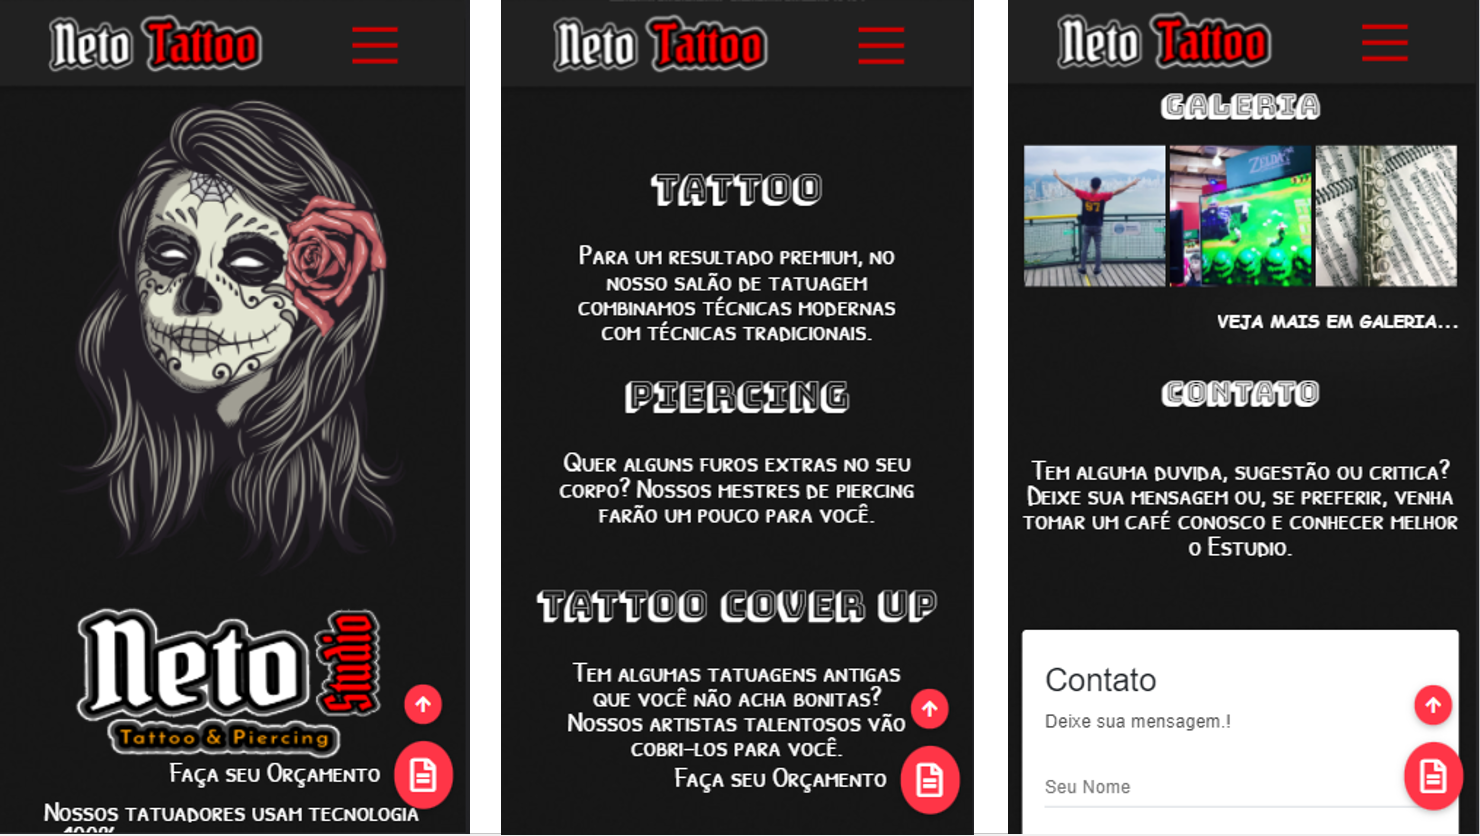 Neto Tattoo
Neto Studio
Tattoo & Piercing
Faça seu Orçamento
Nossos tatuadores usam tecnologia
100%
Neto Tattoo
TATTOO
Para um resultado premium, no
nosso salão de tatuagem
combinamos técnicas modernas
com técnicas tradicionais.
PIERCING
Quer alguns furos extras no seu
corpo? Nossos mestres de piercing
farão um pouco para você.
TATTOO COVER UP
Tem algumas tatuagens antigas
que você não acha bonitas?
Nossos artistas talentosos vão
cobri-los para você.
Faça seu Orçamento
Neto Tattoo
GALERIA
67
ZELDA
VEJA MAIS EM GALERIA...
CONTATO
Tem alguma duvida, sugestão ou critica?
Deixe sua mensagem ou, se preferir, venha
tomar um café conosco e conhecer melhor
o Estudio.
Contato
Deixe sua mensagem.!
Seu Nome